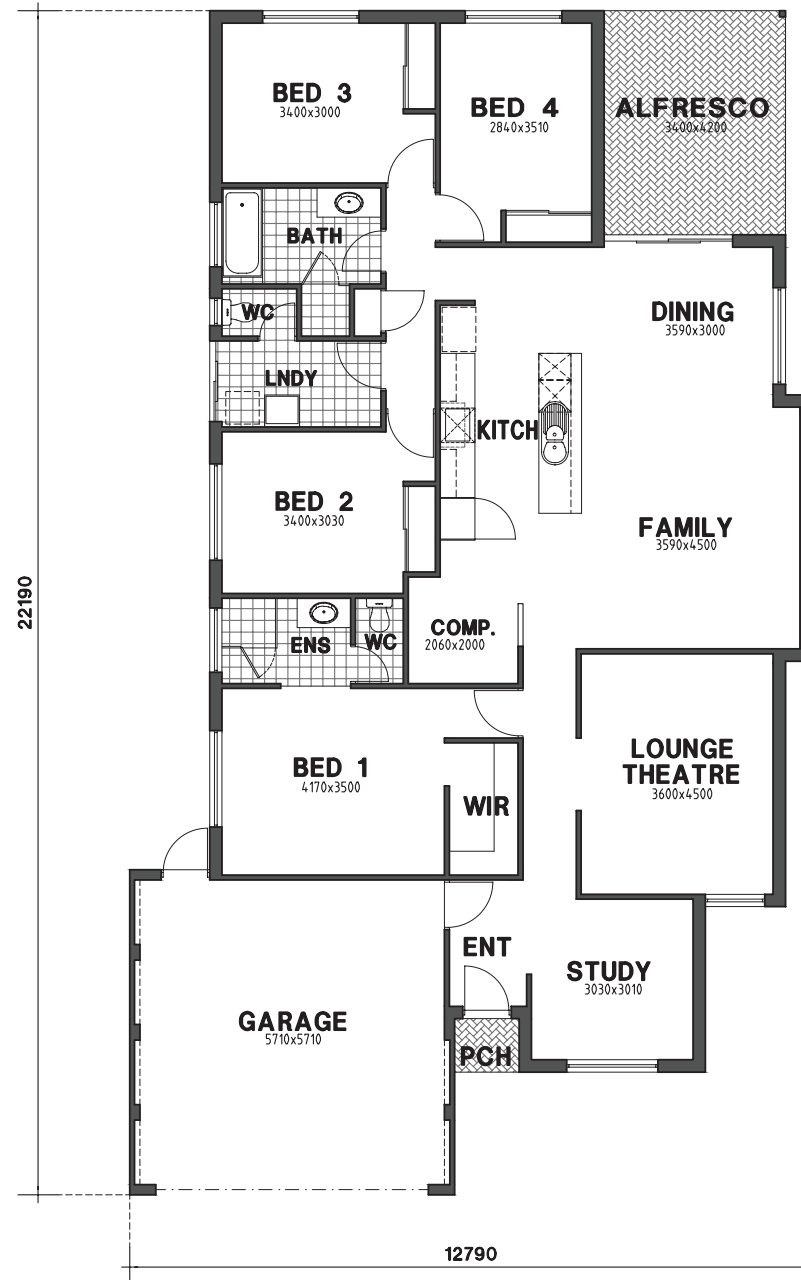 BED 3
3400x3000
BED 4
2840x3510
ALFRESCO
3400x4200
BATH
WC
LNDY
DINING
3590x3000
KITCH
BED 2
3400x3030
FAMILY
3590x4500
22190
ENS
WC
COMP.
2060x2000
BED 1
4170x3500
WIR
LOUNGE
THEATRE
3600x4500
ENT
STUDY
3030x3010
GARAGE
5710x5710
PCH
12790